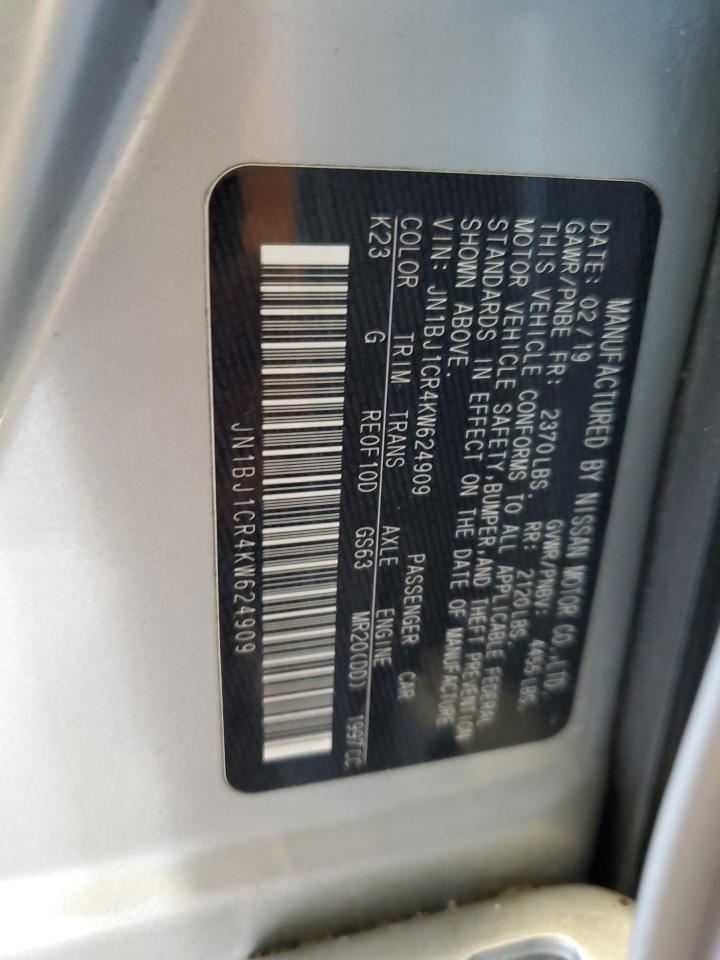 MANUFACTURED BY NISSAN MOTOR CO.,LTD.
DATE: 02/19 GVWR/PNBV: 4455 LBS.
GAWR/PNBE FR: 2370LBS. RR: 2120LBS.
THIS VEHICLE CONFORMS TO ALL APPLICABLE FEDERAL
MOTOR VEHICLE SAFETY,BUMPER,AND THEFT PREVENTION
STANDARDS IN EFFECT ON THE DATE OF MANUFACTURE
SHOWN ABOVE.
VIN: JN1BJ1CR4KW624909 PASSENGER CAR
COLOR TRIM TRANS AXLE ENGINE
K23 G RE0F10D GS63 MR20(DD) 1997CC
JN1BJ1CR4KW624909